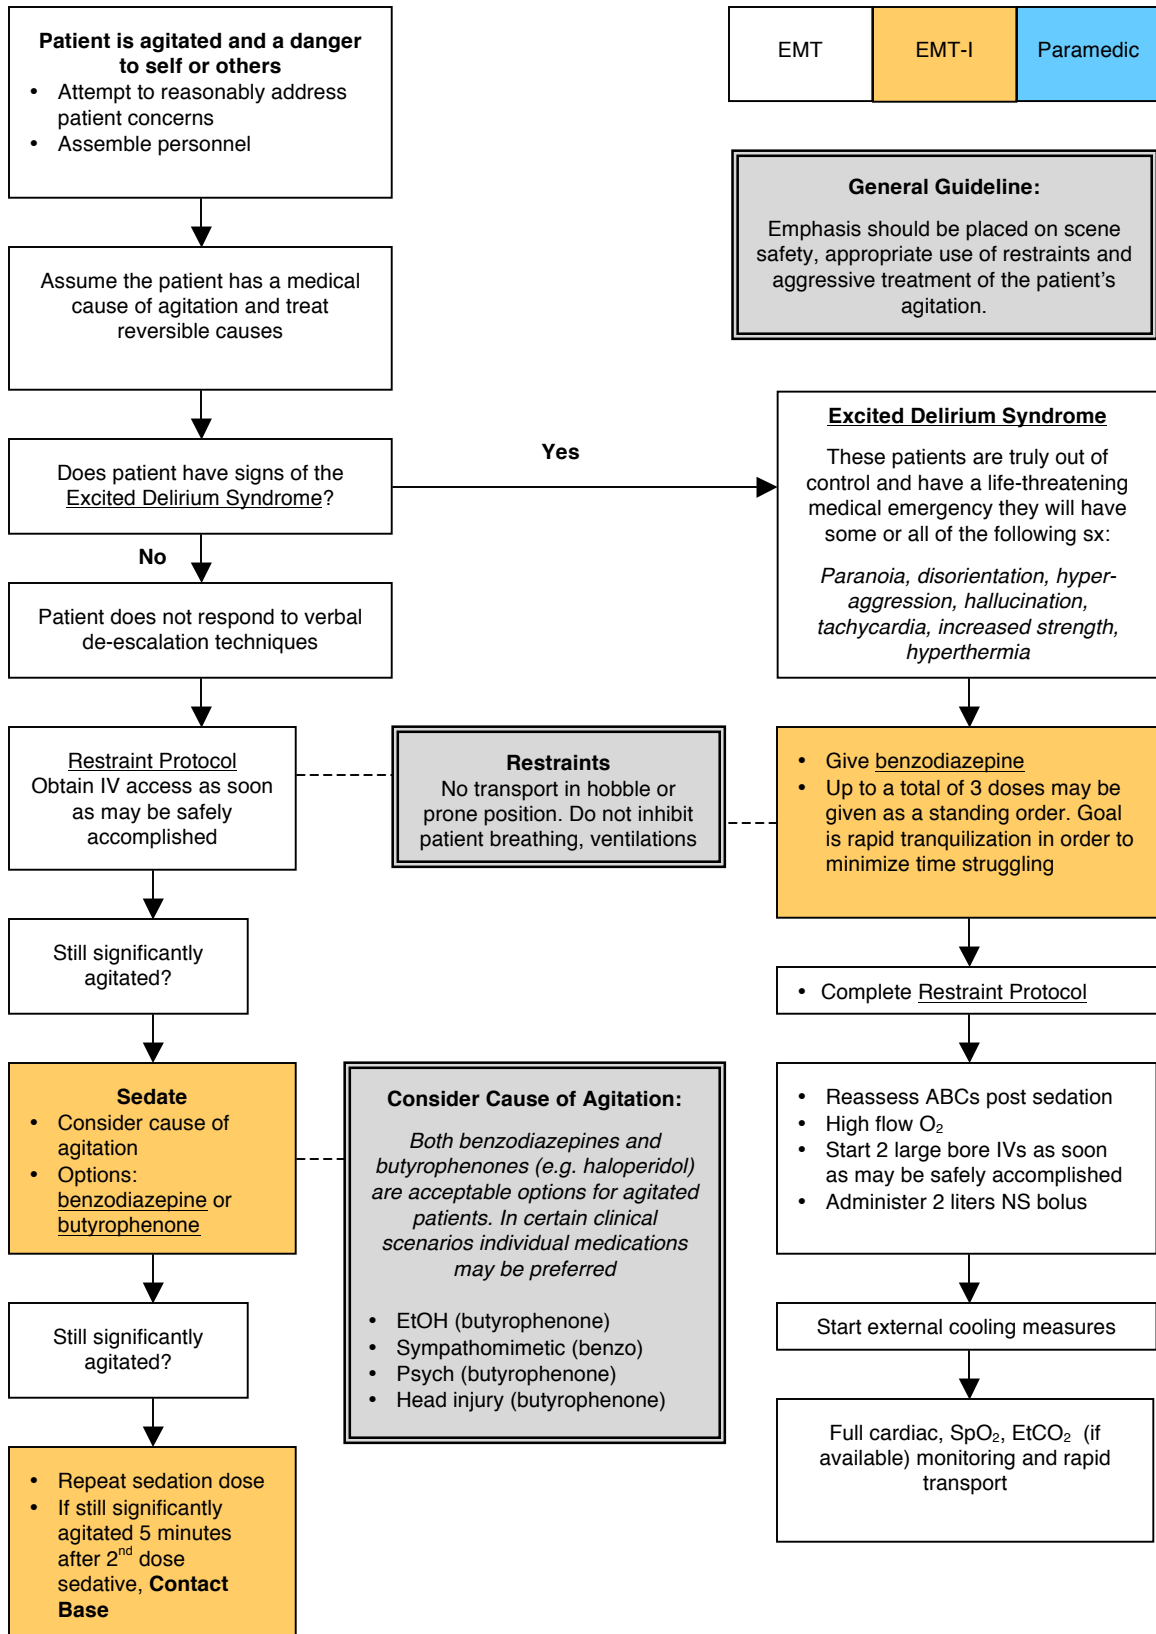 Patient is agitated and a danger
to self or others
• Attempt to reasonably address
patient concerns
• Assemble personnel
EMT
EMT-I
Paramedic
General Guideline:
Emphasis should be placed on scene
safety, appropriate use of restraints and
aggressive treatment of the patient's
agitation.
Assume the patient has a medical
cause of agitation and treat
reversible causes
Does patient have signs of the
Excited Delirium Syndrome?
Yes
No
Excited Delirium Syndrome
These patients are truly out of
control and have a life-threatening
medical emergency they will have
some or all of the following sx:
Paranoia, disorientation, hyper-
aggression, hallucination,
tachycardia, increased strength,
hyperthermia
Patient does not respond to verbal
de-escalation techniques
Restraint Protocol
Obtain IV access as soon
as may be safely
accomplished
Restraints
No transport in hobble or
prone position. Do not inhibit
patient breathing, ventilations
• Give benzodiazepine
• Up to a total of 3 doses may be
given as a standing order. Goal
is rapid tranquilization in order to
minimize time struggling
Still significantly
agitated?
• Complete Restraint Protocol
Sedate
• Consider cause of
agitation
• Options:
benzodiazepine or
butyrophenone
Consider Cause of Agitation:
Both benzodiazepines and
butyrophenones (e.g. haloperidol)
are acceptable options for agitated
patients. In certain clinical
scenarios individual medications
may be preferred
• EtOH (butyrophenone)
• Sympathomimetic (benzo)
• Psych (butyrophenone)
• Head injury (butyrophenone)
• Reassess ABCs post sedation
• High flow O₂
• Start 2 large bore IVs as soon
as may be safely accomplished
• Administer 2 liters NS bolus
Still significantly
agitated?
Start external cooling measures
• Repeat sedation dose
• If still significantly
agitated 5 minutes
after 2nd dose
sedative, Contact
Base
Full cardiac, SpO₂, EtCO₂ (if
available) monitoring and rapid
transport